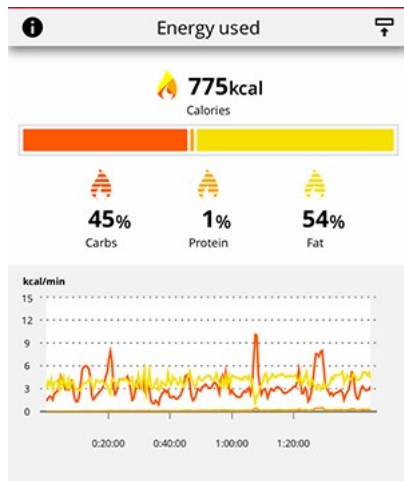 i
Energy used
775kcal
Calories
45% 1% 54%
Carbs Protein Fat
kcal/min
15
12
9
6
3
0
0:20:00 0:40:00 1:00:00 1:20:00